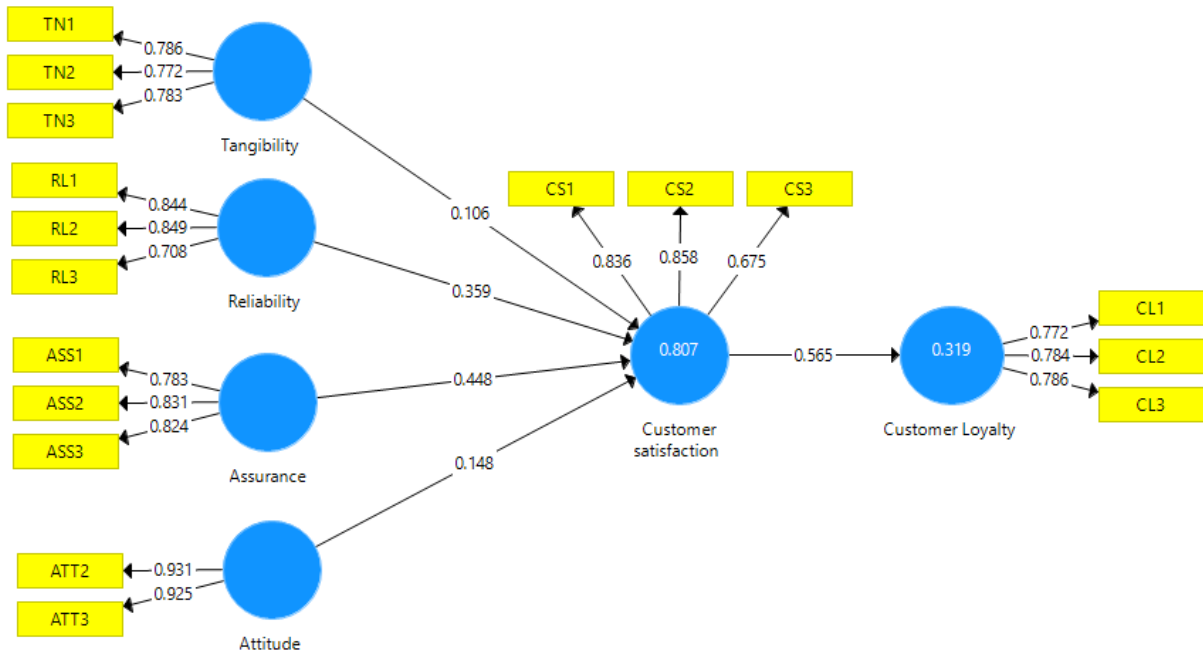 TN1
0.786
TN2
0.772
TN3
0.783
Tangibility
RL1
0.844
RL2
0.849
RL3
0.708
Reliability
ASS1
0.783
ASS2
0.831
ASS3
0.824
Assurance
ATT2
0.931
ATT3
0.925
Attitude
0.106
0.359
0.448
0.148
CS1
CS2
CS3
0.836
0.858
0.675
0.807
Customer
satisfaction
0.565
0.319
Customer Loyalty
0.772
CL1
0.784
CL2
0.786
CL3